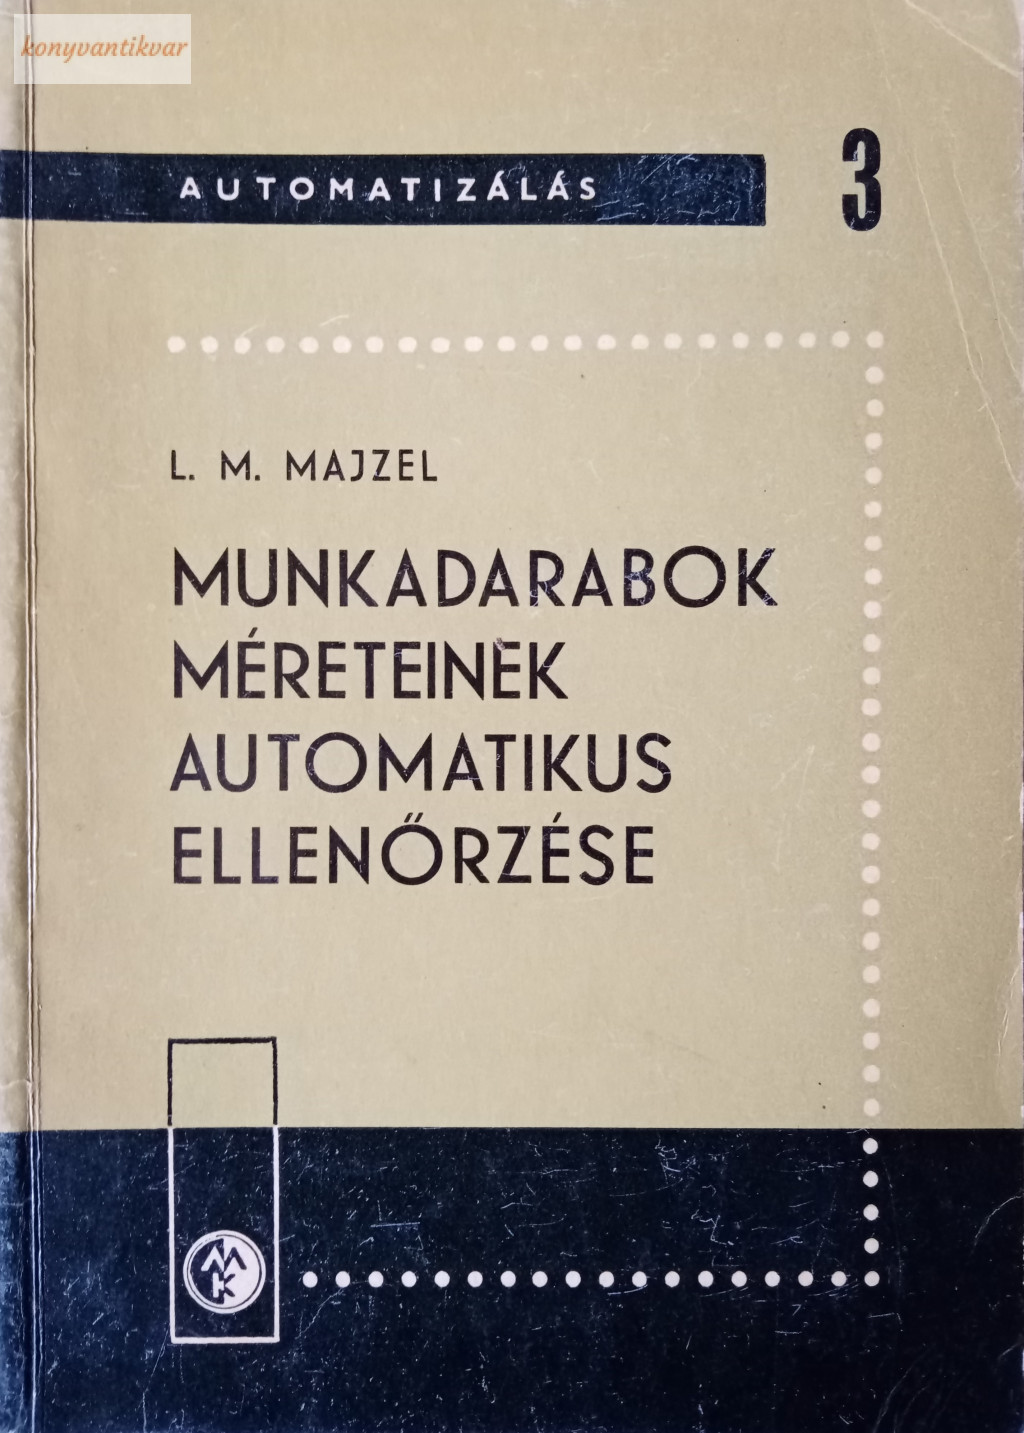 konyvantikvar
AUTOMATIZÁLÁS 3
L. M. MAJZEL
MUNKADARABOK
MÉRETEINEK
AUTOMATIKUS
ELLENŐRZÉSE
MK